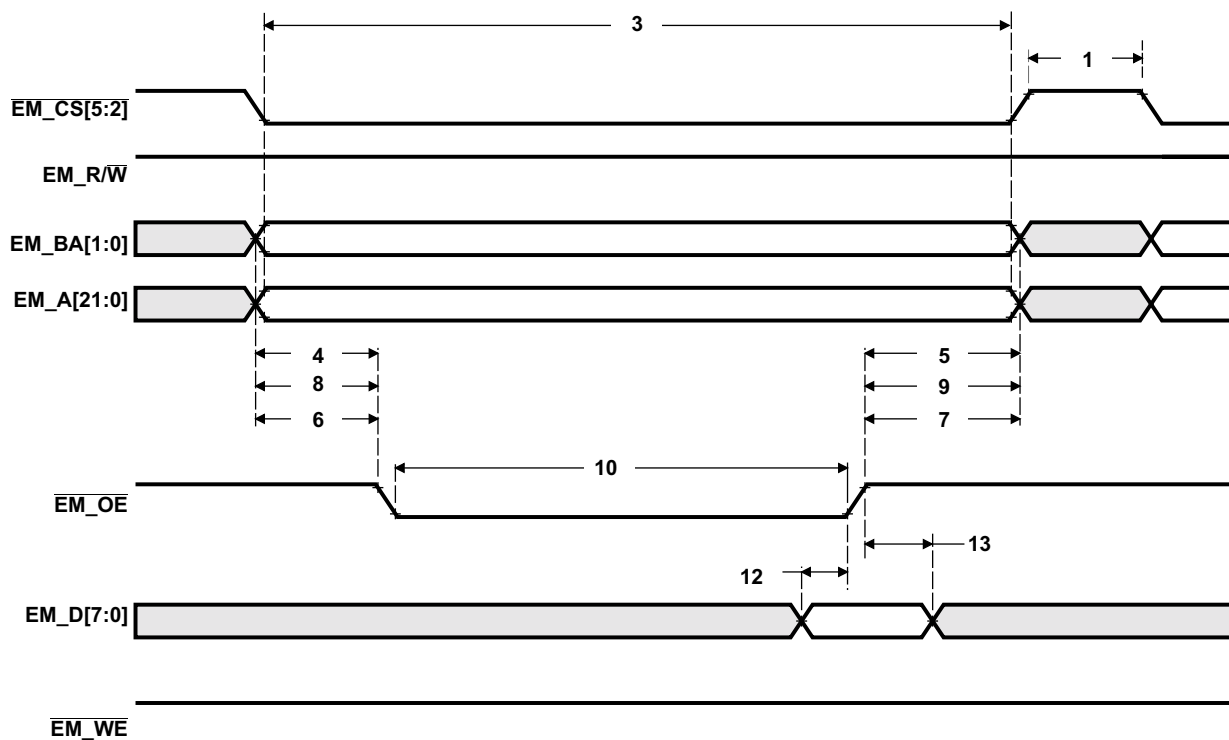 3
1
EM_CS[5:2]
EM_R/W
EM_BA[1:0]
EM_A[21:0]
4 5
8 9
6 7
10
EM_OE
13
12
EM_D[7:0]
EM_WE